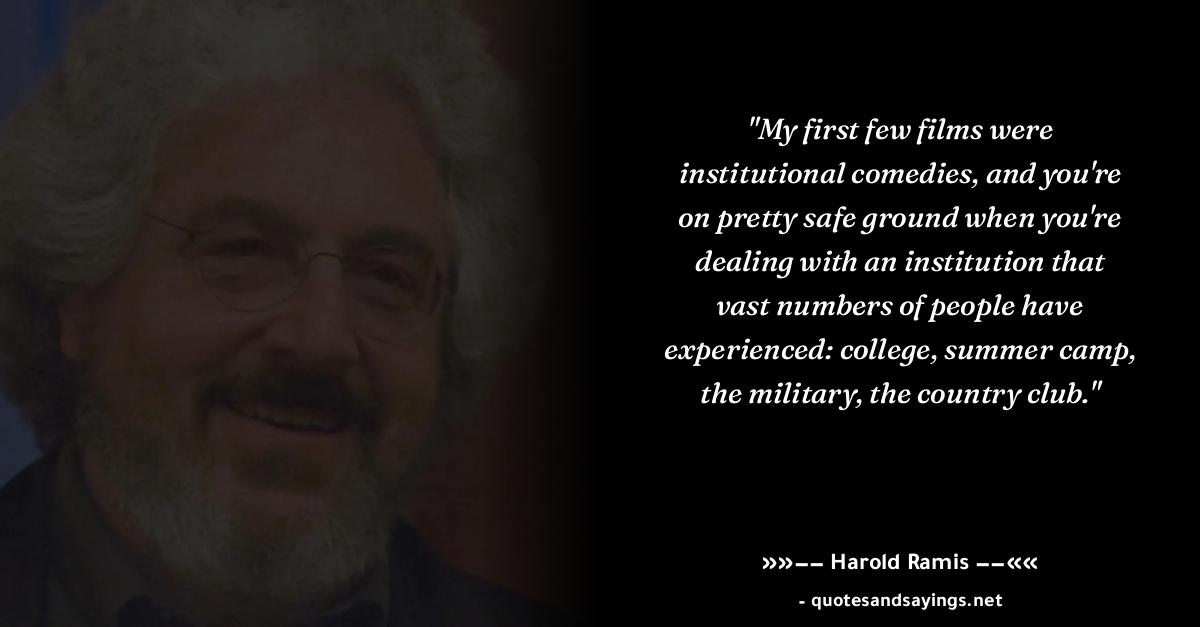 "My first few films were
institutional comedies, and you're
on pretty safe ground when you're
dealing with an institution that
vast numbers of people have
experienced: college, summer camp,
the military, the country club."
»»−− Harold Ramis −−««
- quotesandsayings.net